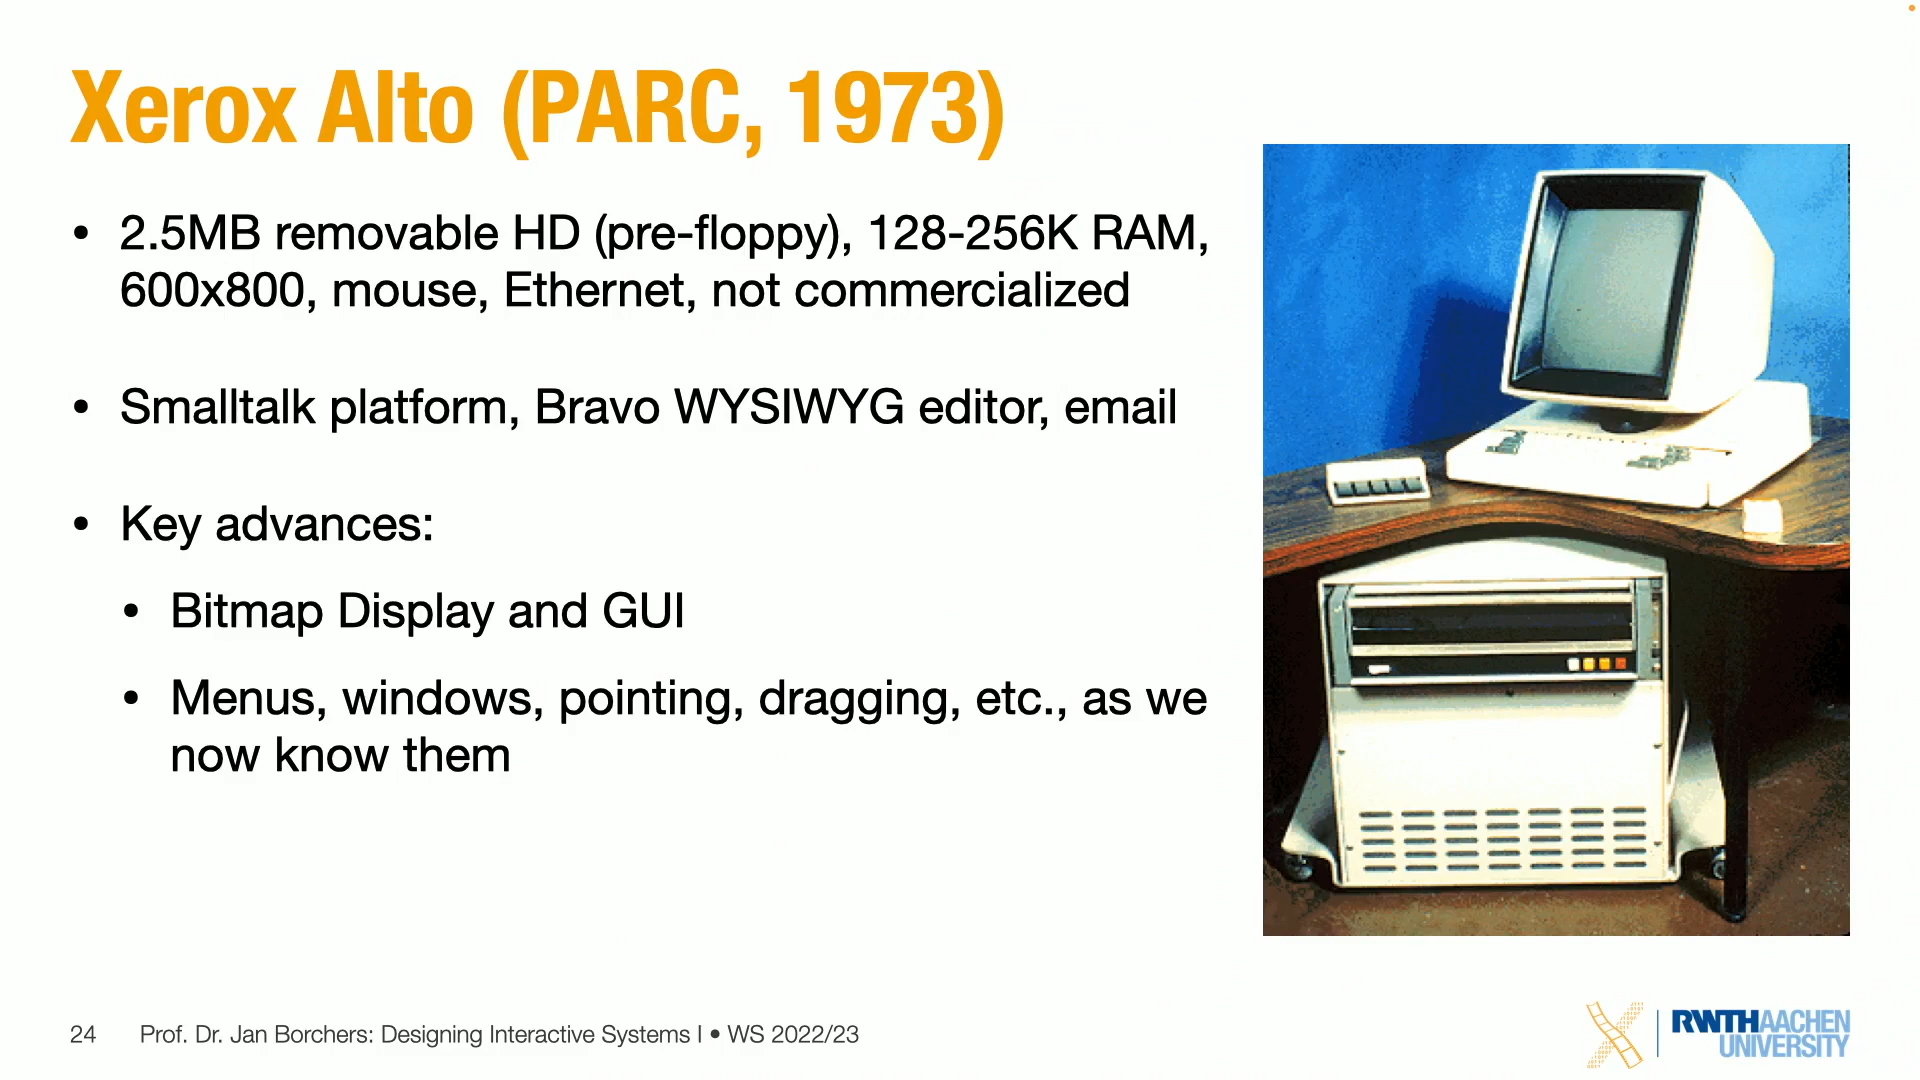 Xerox Alto (PARC, 1973)
• 2.5MB removable HD (pre-floppy), 128-256K RAM,
600x800, mouse, Ethernet, not commercialized
• Smalltalk platform, Bravo WYSIWYG editor, email
• Key advances:
• Bitmap Display and GUI
• Menus, windows, pointing, dragging, etc., as we
now know them
24 Prof. Dr. Jan Borchers: Designing Interactive Systems I • WS 2022/23
RWTHAACHEN
UNIVERSITY